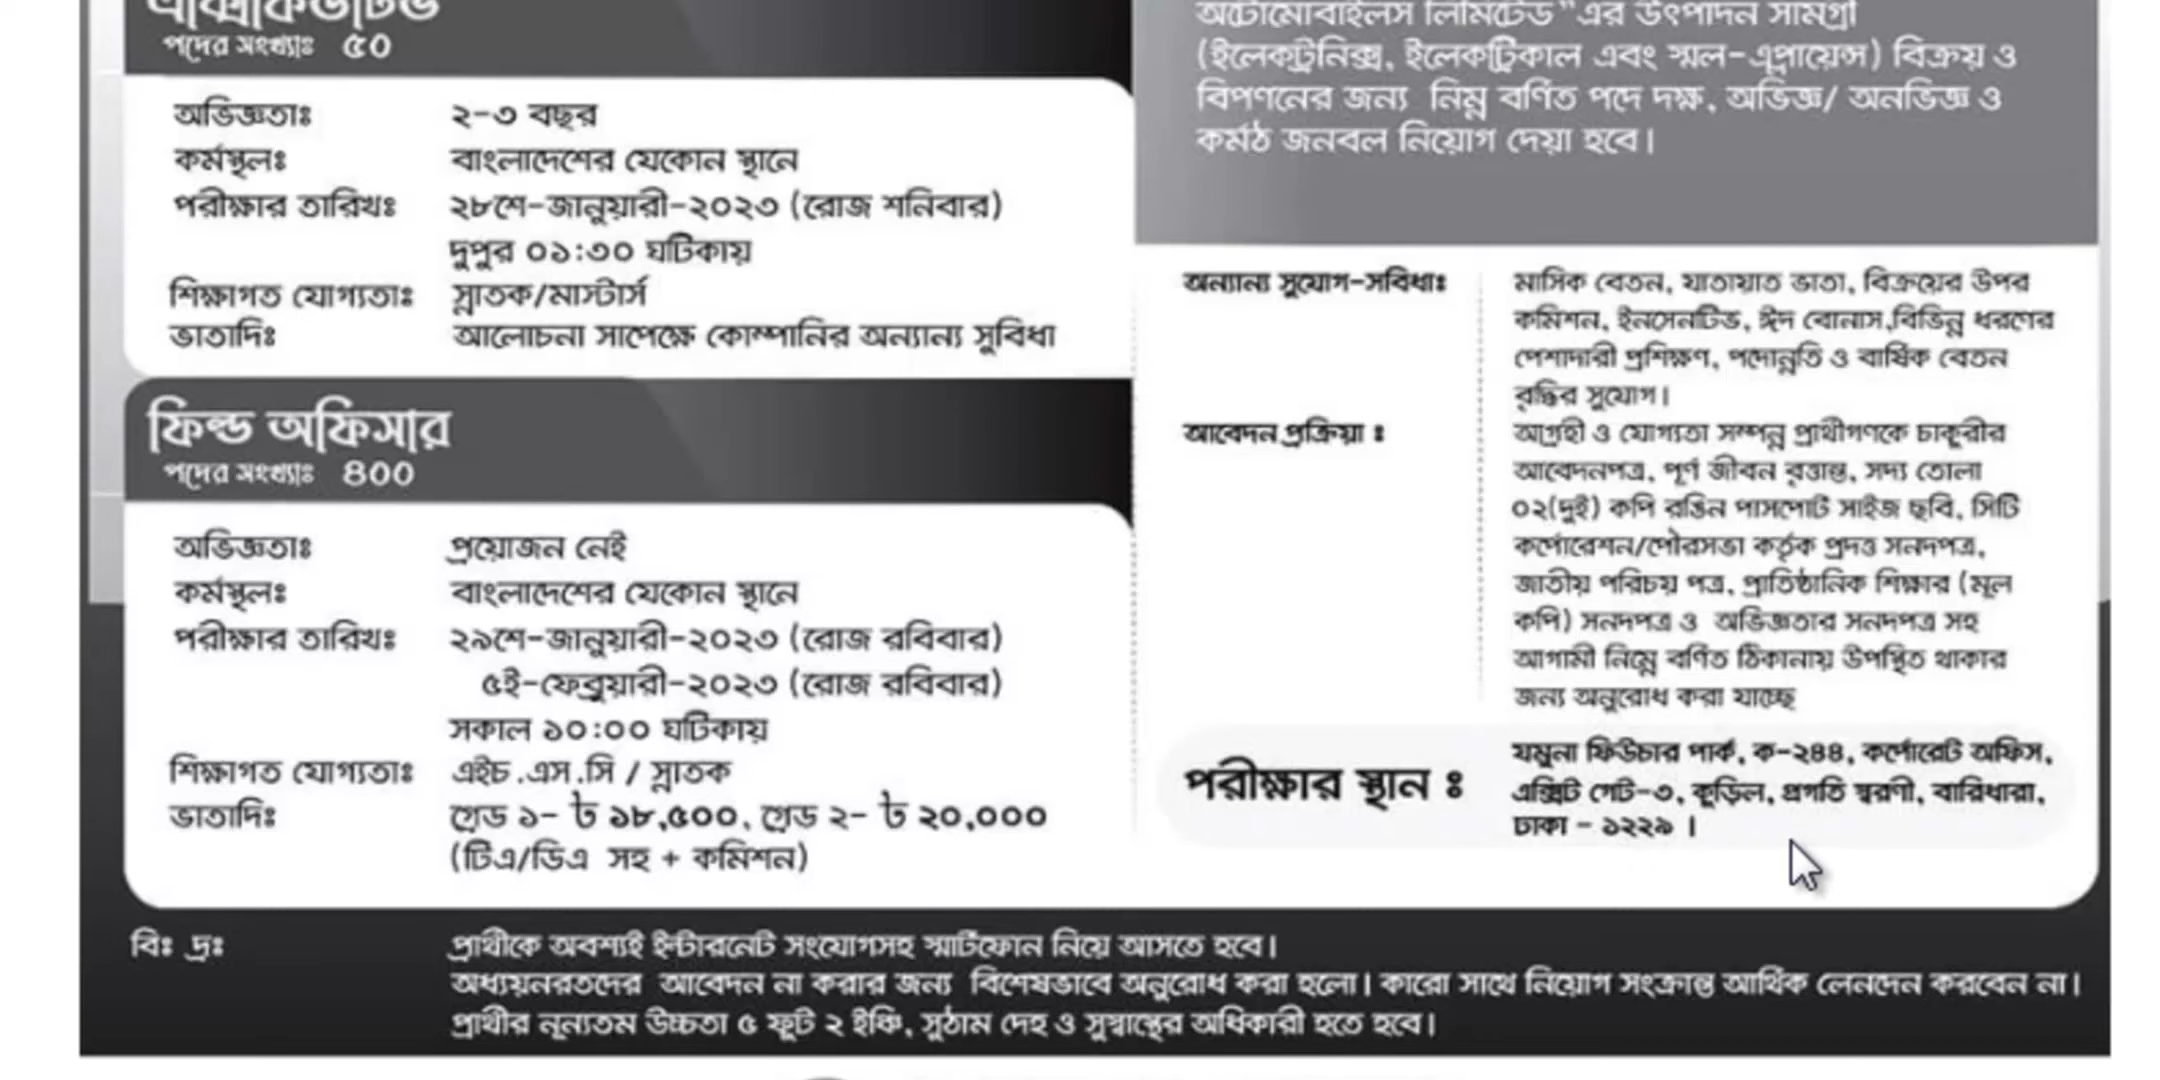 এক্সিকিউটিভ
পদের সংখ্যাঃ ৫০
অভিজ্ঞতাঃ ২-৩ বছর
কর্মস্থলঃ বাংলাদেশের যেকোন স্থানে
পরীক্ষার তারিখঃ ২৮শে-জানুয়ারী-২০২৩ (রোজ শনিবার)
দুপুর ০১:৩০ ঘটিকায়
শিক্ষাগত যোগ্যতাঃ স্নাতক/মাস্টার্স
ভাতাদিঃ আলোচনা সাপেক্ষে কোম্পানির অন্যান্য সুবিধা
ফিল্ড অফিসার
পদের সংখ্যাঃ ৪০০
অভিজ্ঞতাঃ প্রয়োজন নেই
কর্মস্থলঃ বাংলাদেশের যেকোন স্থানে
পরীক্ষার তারিখঃ ২৯শে-জানুয়ারী-২০২৩ (রোজ রবিবার)
৫ই-ফেব্রুয়ারী-২০২৩ (রোজ রবিবার)
সকাল ১০:০০ ঘটিকায়
শিক্ষাগত যোগ্যতাঃ এইচ.এস.সি / স্নাতক
ভাতাদিঃ গ্রেড ১- ৳ ১৮,৫০০, গ্রেড ২- ৳ ২০,০০০
(টিএ/ডিএ সহ + কমিশন)
অটোমোবাইলস লিমিটেড"এর উৎপাদন সামগ্রী
(ইলেকট্রনিক্স, ইলেকট্রিকাল এবং স্মল-এপ্লায়েন্স) বিক্রয় ও
বিপণনের জন্য নিম্ন বর্ণিত পদে দক্ষ, অভিজ্ঞ/ অনভিজ্ঞ ও
কর্মঠ জনবল নিয়োগ দেয়া হবে।
অন্যান্য সুযোগ-সবিধাঃ মাসিক বেতন, যাতায়াত ভাতা, বিক্রয়ের উপর
কমিশন, ইনসেনটিভ, ঈদ বোনাস,বিভিন্ন ধরণের
পেশাদারী প্রশিক্ষণ, পদোন্নতি ও বার্ষিক বেতন
বৃদ্ধির সুযোগ।
আবেদন প্রক্রিয়া ঃ আগ্রহী ও যোগ্যতা সম্পন্ন প্রার্থীগণকে চাকুরীর
আবেদনপত্র, পূর্ণ জীবন বৃত্তান্ত, সদ্য তোলা
০২(দুই) কপি রঙিন পাসপোর্ট সাইজ ছবি, সিটি
কর্পোরেশন/পৌরসভা কর্তৃক প্রদত্ত সনদপত্র,
জাতীয় পরিচয় পত্র, প্রাতিষ্ঠানিক শিক্ষার (মূল
কপি) সনদপত্র ও অভিজ্ঞতার সনদপত্র সহ
আগামী নিম্নে বর্ণিত ঠিকানায় উপস্থিত থাকার
জন্য অনুরোধ করা যাচ্ছে
পরীক্ষার স্থান ঃ যমুনা ফিউচার পার্ক, ক-২৪৪, কর্পোরেট অফিস,
এক্সিট গেট-৩, কুড়িল, প্রগতি স্বরণী, বারিধারা,
ঢাকা - ১২২৯ ।
বিঃ দ্রঃ প্রার্থীকে অবশ্যই ইন্টারনেট সংযোগসহ স্মার্টফোন নিয়ে আসতে হবে।
অধ্যয়নরতদের আবেদন না করার জন্য বিশেষভাবে অনুরোধ করা হলো। কারো সাথে নিয়োগ সংক্রান্ত আর্থিক লেনদেন করবেন না।
প্রার্থীর নূন্যতম উচ্চতা ৫ ফুট ২ ইঞ্চি, সুঠাম দেহ ও সুস্বাস্থ্যের অধিকারী হতে হবে।